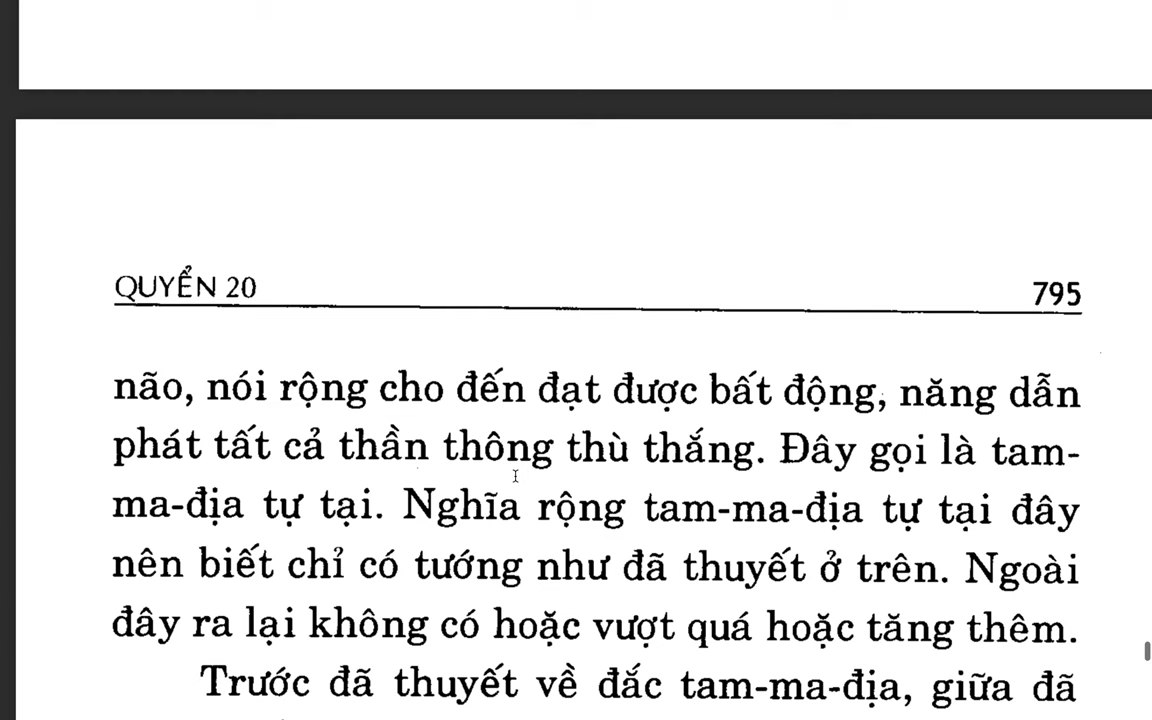 QUYỂN 20 795
não, nói rộng cho đến đạt được bất động, năng dẫn
phát tất cả thần thông thù thắng. Đây gọi là tam-
ma-địa tự tại. Nghĩa rộng tam-ma-địa tự tại đây
nên biết chỉ có tướng như đã thuyết ở trên. Ngoài
đây ra lại không có hoặc vượt quá hoặc tăng thêm.
Trước đã thuyết về đắc tam-ma-địa, giữa đã